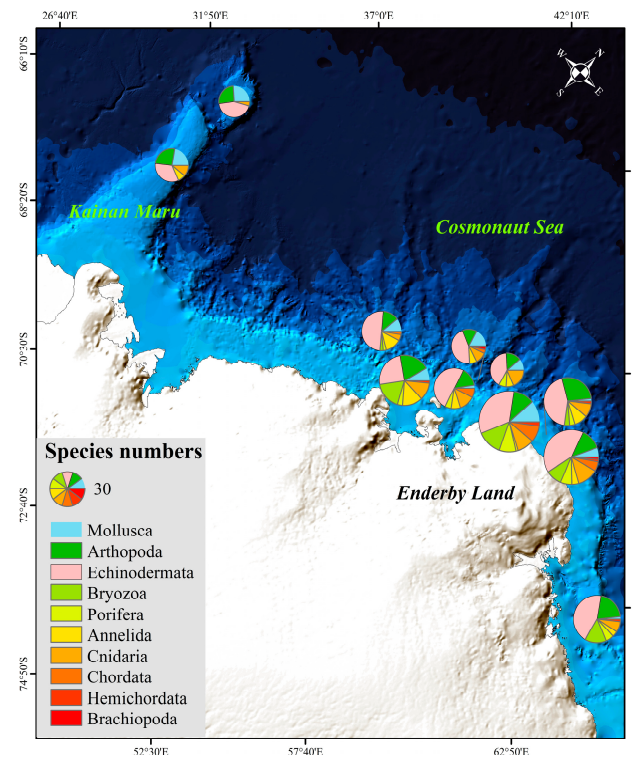 26°40'E 31°50'E 37°0'E 42°10'E
66°10'S
68°20'S
70°30'S
72°40'S
74°50'S
W N
S E
Kainan Maru
Cosmonaut Sea
Enderby Land
Species numbers
30
Mollusca
Arthopoda
Echinodermata
Bryozoa
Porifera
Annelida
Cnidaria
Chordata
Hemichordata
Brachiopoda
52°30'E 57°40'E 62°50'E